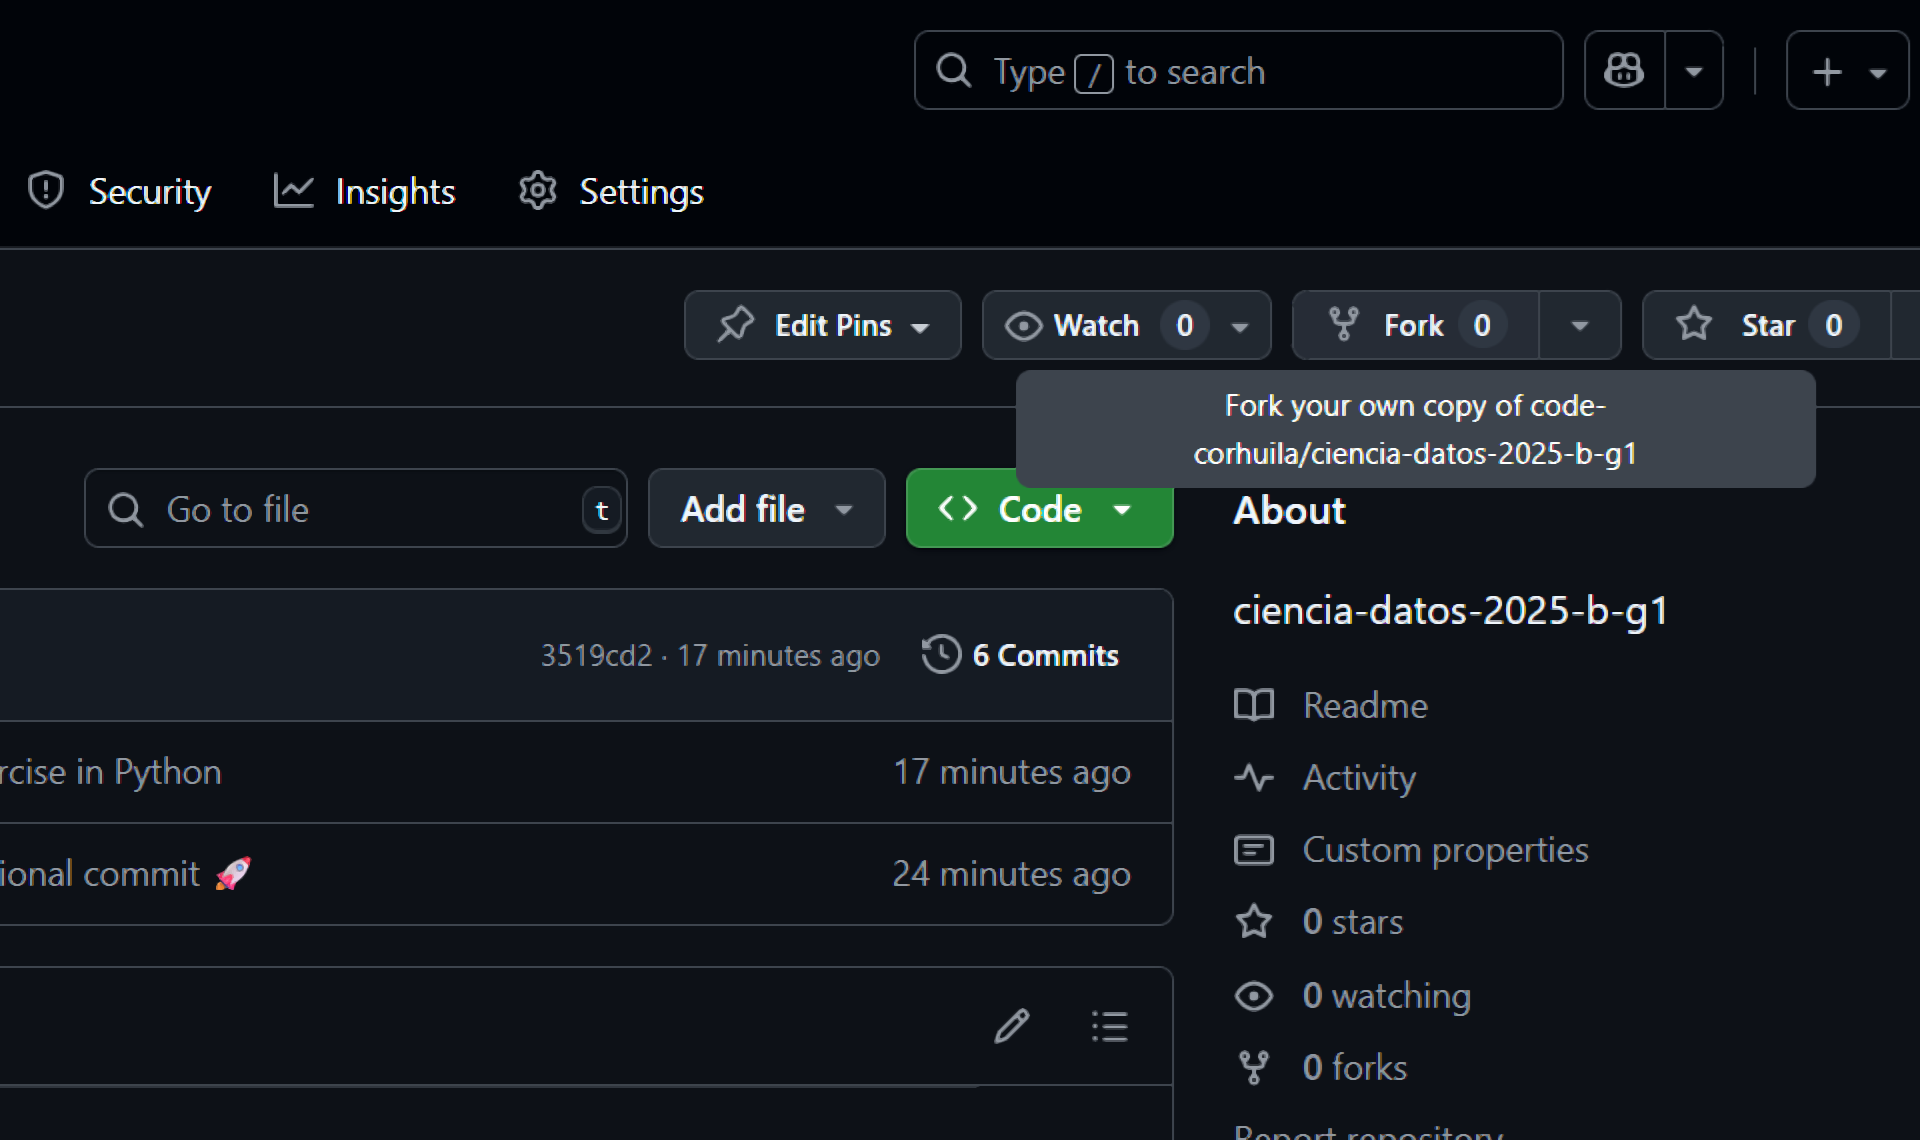 Type / to search
Security Insights Settings
Edit Pins Watch 0 Fork 0 Star 0
Fork your own copy of code-
corhuila/ciencia-datos-2025-b-g1
Go to file t Add file Code
About
ciencia-datos-2025-b-g1
3519cd2 · 17 minutes ago 6 Commits
Readme
rcise in Python 17 minutes ago
Activity
Custom properties
ional commit 🚀 24 minutes ago
0 stars
0 watching
0 forks
Report repository